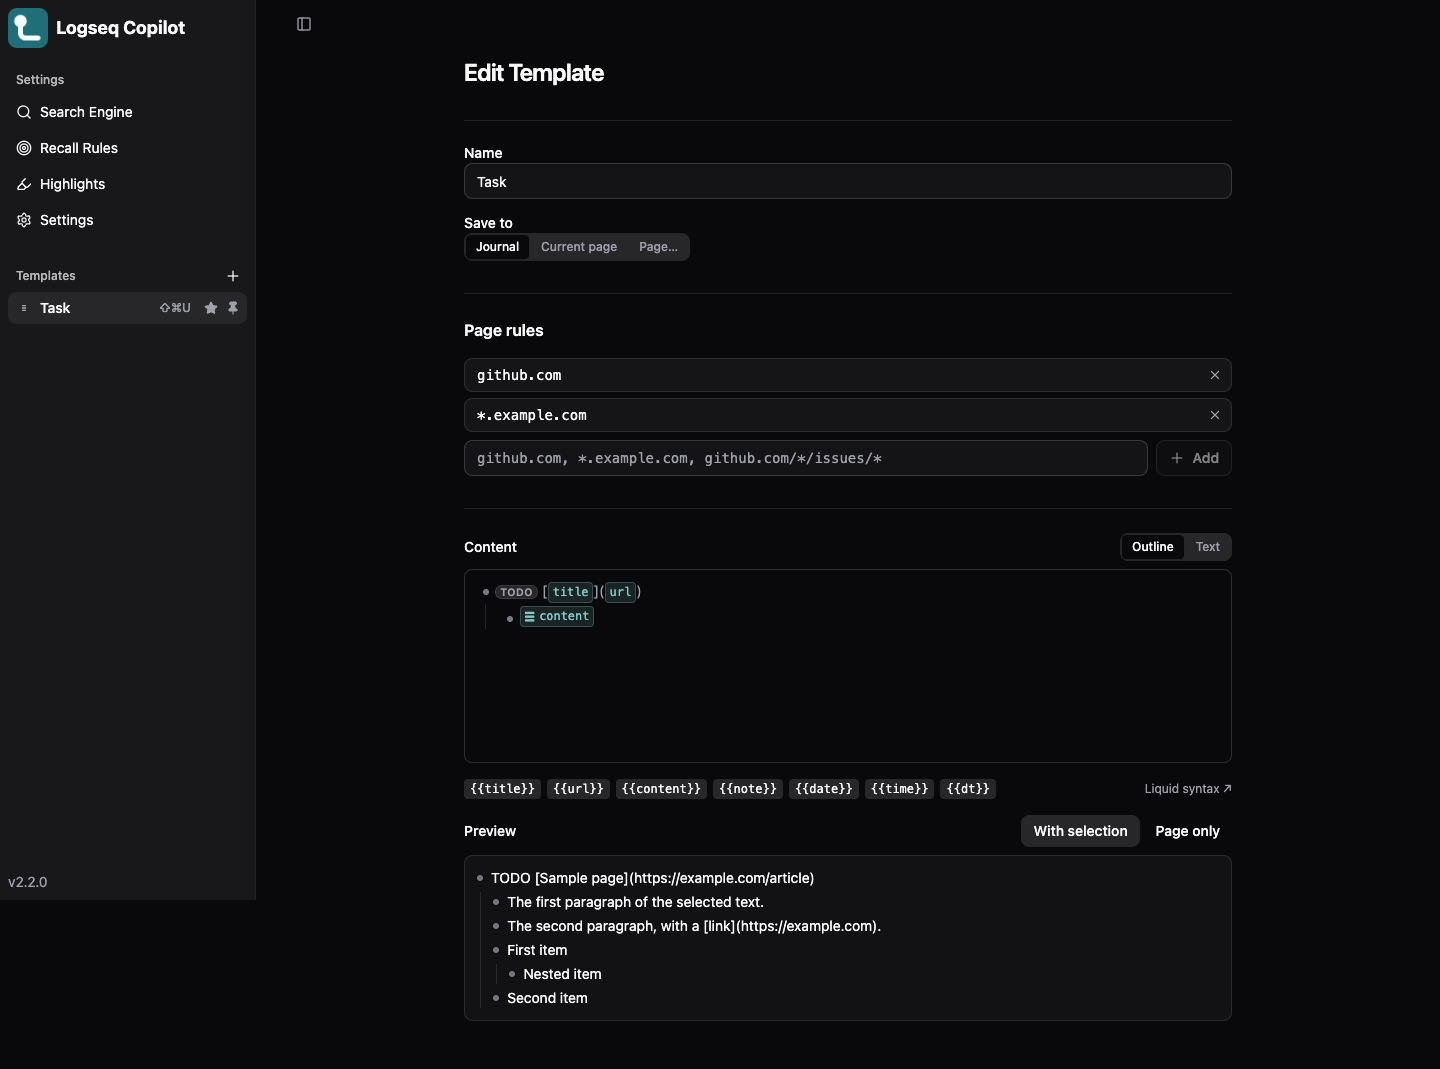 Logseq Copilot
Settings
Search Engine
Recall Rules
Highlights
Settings
Templates
Task ⇧⌘U
v2.2.0
Edit Template
Name
Task
Save to
Journal Current page Page...
Page rules
github.com
*.example.com
github.com, *.example.com, github.com/*/issues/* + Add
Content
Outline Text
TODO [title](url)
content
{{title}} {{url}} {{content}} {{note}} {{date}} {{time}} {{dt}}
Liquid syntax ↗
Preview
With selection Page only
TODO [Sample page](https://example.com/article)
The first paragraph of the selected text.
The second paragraph, with a [link](https://example.com).
First item
Nested item
Second item